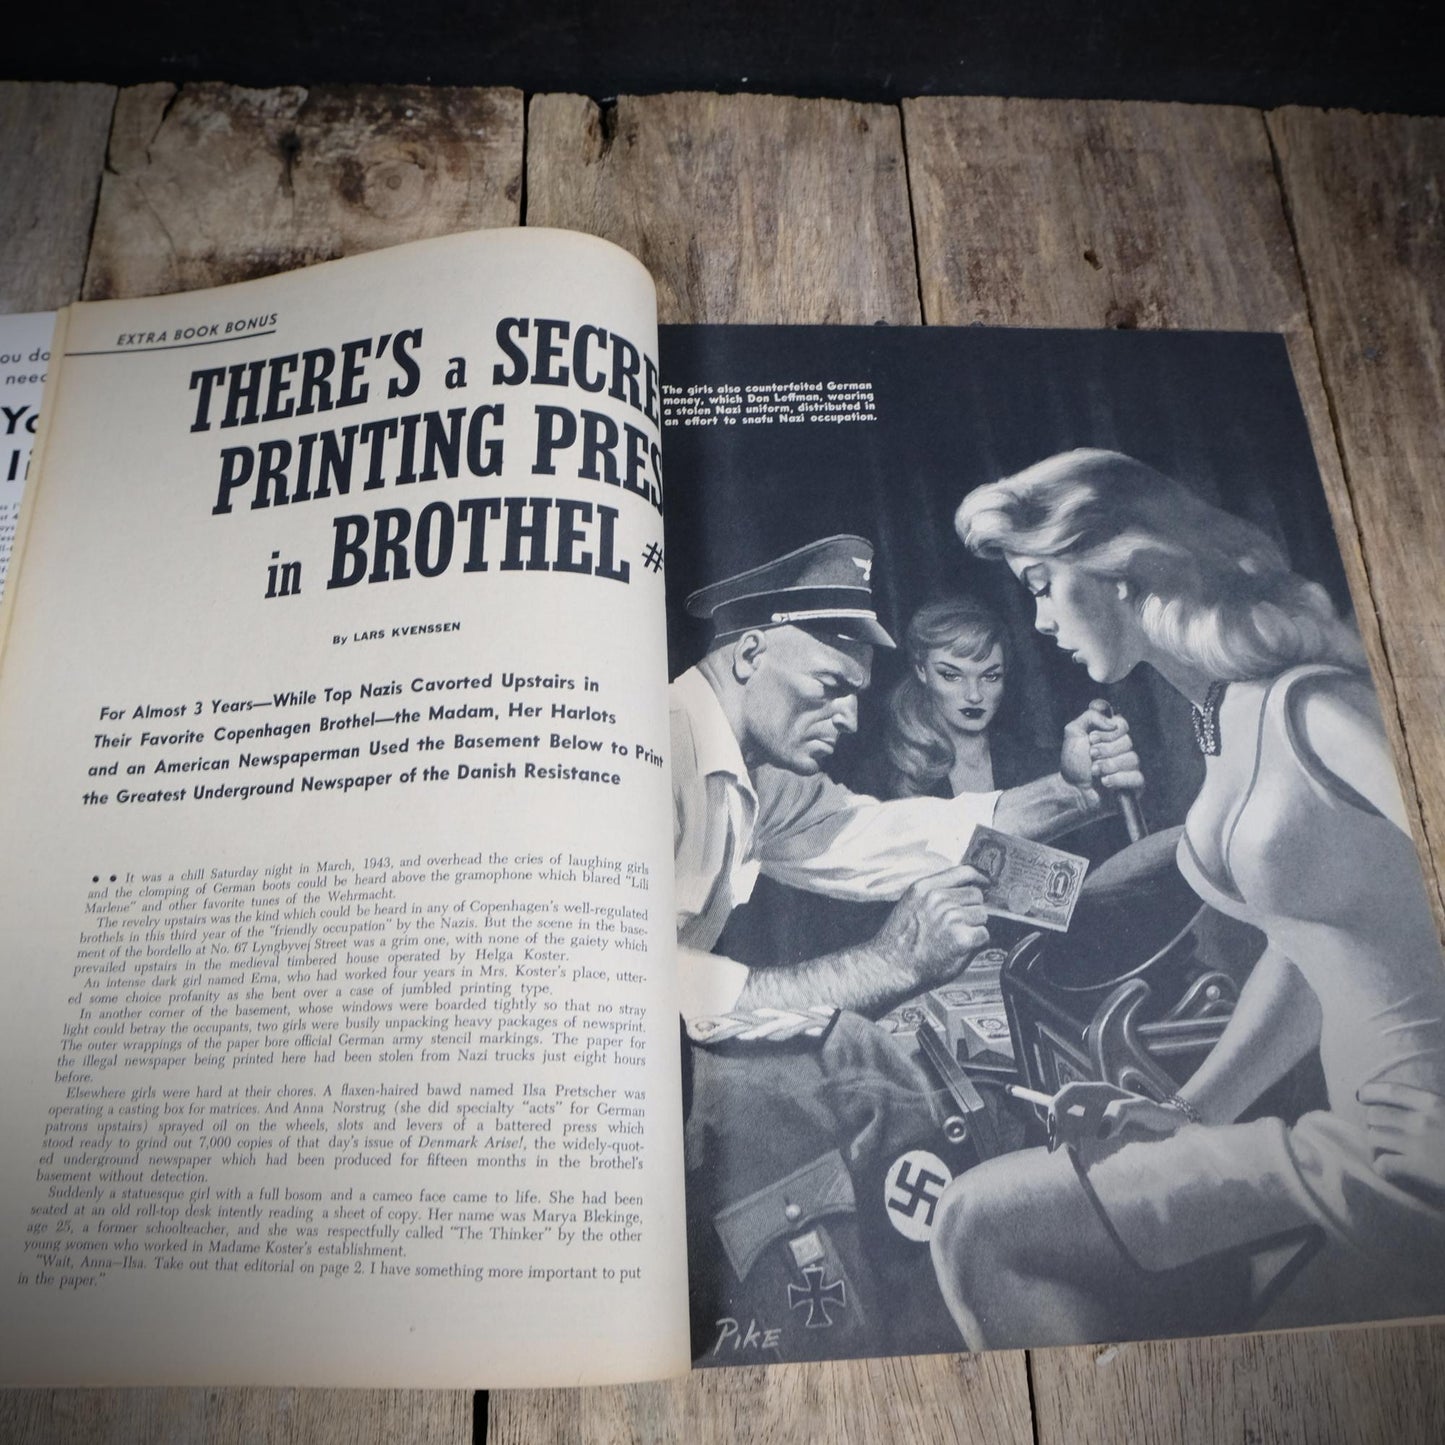 ou do
need
EXTRA BOOK BONUS
THERE'S a SECRE
PRINTING PRES
in BROTHEL #
By LARS KVENSSEN
For Almost 3 Years—While Top Nazis Cavorted Upstairs in
Their Favorite Copenhagen Brothel—the Madam, Her Harlots
and an American Newspaperman Used the Basement Below to Print
the Greatest Underground Newspaper of the Danish Resistance
● ● It was a chill Saturday night in March, 1943, and overhead the cries of laughing girls
and the clomping of German boots could be heard above the gramophone which blared "Lili
Marlene" and other favorite tunes of the Wehrmacht.
The revelry upstairs was the kind which could be heard in any of Copenhagen's well-regulated
brothels in this third year of the "friendly occupation" by the Nazis. But the scene in the base-
ment of the bordello at No. 67 Lyngbyvej Street was a grim one, with none of the gaiety which
prevailed upstairs in the medieval timbered house operated by Helga Koster.
An intense dark girl named Erna, who had worked four years in Mrs. Koster's place, utter-
ed some choice profanity as she bent over a case of jumbled printing type.
In another corner of the basement, whose windows were boarded tightly so that no stray
light could betray the occupants, two girls were busily unpacking heavy packages of newsprint.
The outer wrappings of the paper bore official German army stencil markings. The paper for
the illegal newspaper being printed here had been stolen from Nazi trucks just eight hours
before.
Elsewhere girls were hard at their chores. A flaxen-haired bawd named Ilsa Pretscher was
operating a casting box for matrices. And Anna Norstrug (she did specialty "acts" for German
patrons upstairs) sprayed oil on the wheels, slots and levers of a battered press which
stood ready to grind out 7,000 copies of that day's issue of Denmark Arise!, the widely-quot-
ed underground newspaper which had been produced for fifteen months in the brothel's
basement without detection.
Suddenly a statuesque girl with a full bosom and a cameo face came to life. She had been
seated at an old roll-top desk intently reading a sheet of copy. Her name was Marya Blekinge,
age 25, a former schoolteacher, and she was respectfully called "The Thinker" by the other
young women who worked in Madame Koster's establishment.
"Wait, Anna—Ilsa. Take out that editorial on page 2. I have something more important to put
in the paper."
The girls also counterfeited German
money, which Don Leffman, wearing
a stolen Nazi uniform, distributed in
an effort to snafu Nazi occupation.
1
PIKE